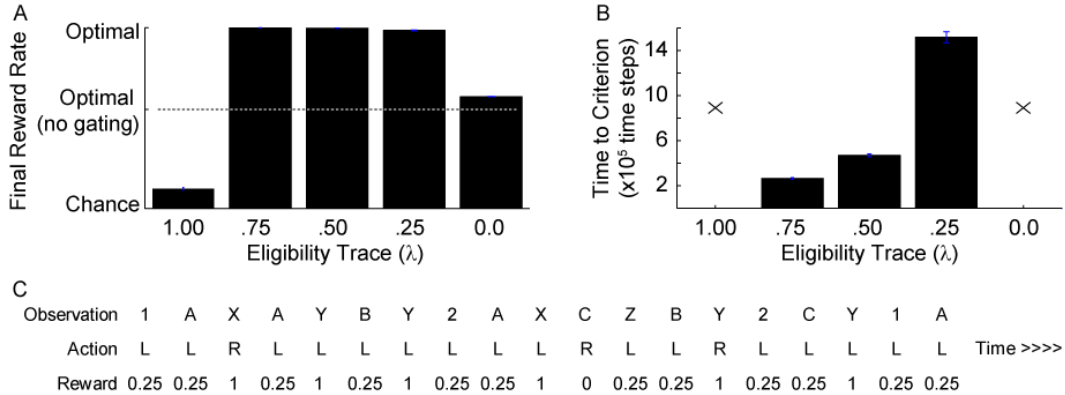 A
Final Reward Rate
Optimal
Optimal
(no gating)
Chance
1.00 .75 .50 .25 0.0
Eligibility Trace (λ)
B
Time to Criterion
(x10⁵ time steps)
14
10
6
2
1.00 .75 .50 .25 0.0
Eligibility Trace (λ)
C
Observation 1 A X A Y B Y 2 A X C Z B Y 2 C Y 1 A
Action L L R L L L L L L L R L L R L L L L L Time >>>>
Reward 0.25 0.25 1 0.25 1 0.25 1 0.25 0.25 1 0 0.25 0.25 1 0.25 0.25 1 0.25 0.25